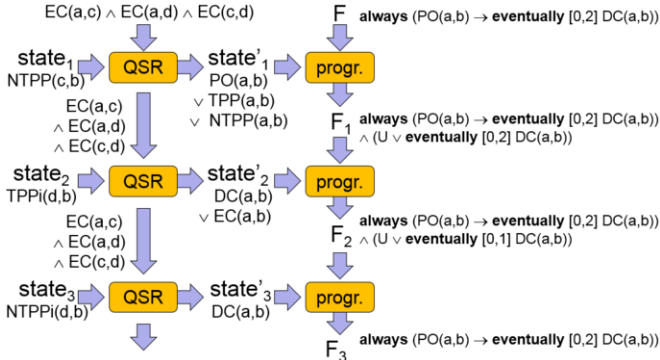 EC(a,c) ∧ EC(a,d) ∧ EC(c,d)
F always (PO(a,b) → eventually [0,2] DC(a,b))
state₁ QSR state'₁ progr.
NTPP(c,b) PO(a,b)
∨ TPP(a,b)
∨ NTPP(a,b)
EC(a,c)
∧ EC(a,d)
∧ EC(c,d)
F₁ always (PO(a,b) → eventually [0,2] DC(a,b))
∧ (U ∨ eventually [0,2] DC(a,b))
state₂ QSR state'₂ progr.
TPPi(d,b) DC(a,b)
∨ EC(a,b)
EC(a,c)
∧ EC(a,d)
∧ EC(c,d)
F₂ always (PO(a,b) → eventually [0,2] DC(a,b))
∧ (U ∨ eventually [0,1] DC(a,b))
state₃ QSR state'₃ progr.
NTPPi(d,b) DC(a,b)
F₃ always (PO(a,b) → eventually [0,2] DC(a,b))